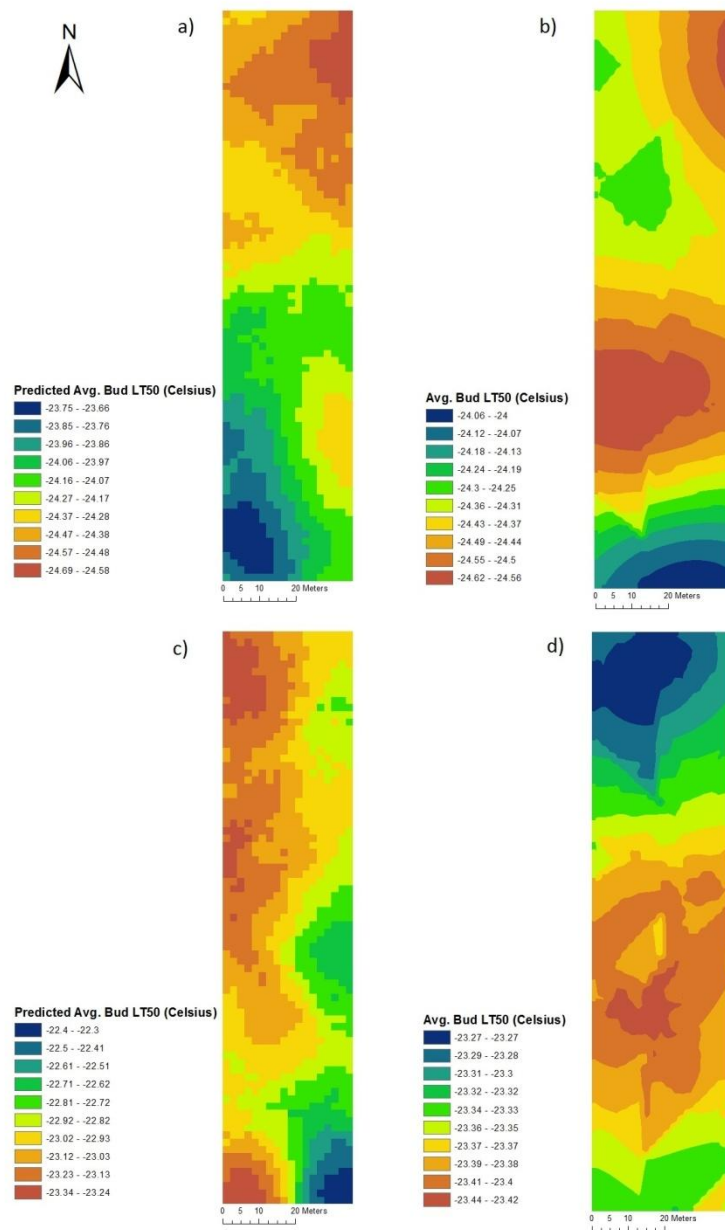 N
a)
b)
Predicted Avg. Bud LT50 (Celsius)
-23.75 - -23.66
-23.85 - -23.76
-23.96 - -23.86
-24.06 - -23.97
-24.16 - -24.07
-24.27 - -24.17
-24.37 - -24.28
-24.47 - -24.38
-24.57 - -24.48
-24.69 - -24.58
0 5 10 20 Meters
Avg. Bud LT50 (Celsius)
-24.06 - -24
-24.12 - -24.07
-24.18 - -24.13
-24.24 - -24.19
-24.3 - -24.25
-24.36 - -24.31
-24.43 - -24.37
-24.49 - -24.44
-24.55 - -24.5
-24.62 - -24.56
0 5 10 20 Meters
c)
d)
Predicted Avg. Bud LT50 (Celsius)
-22.4 - -22.3
-22.5 - -22.41
-22.61 - -22.51
-22.71 - -22.62
-22.81 - -22.72
-22.92 - -22.82
-23.02 - -22.93
-23.12 - -23.03
-23.23 - -23.13
-23.34 - -23.24
0 5 10 20 Meters
Avg. Bud LT50 (Celsius)
-23.27 - -23.27
-23.29 - -23.28
-23.31 - -23.3
-23.32 - -23.32
-23.34 - -23.33
-23.36 - -23.35
-23.37 - -23.37
-23.39 - -23.38
-23.41 - -23.4
-23.44 - -23.42
0 5 10 20 Meters